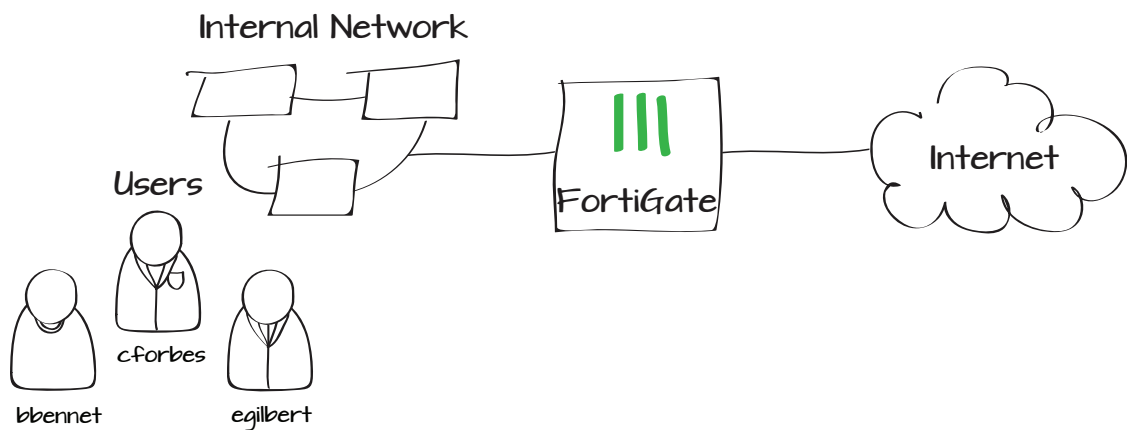 Internal Network
Users
FortiGate
Internet
cforbes
bbennet
egilbert